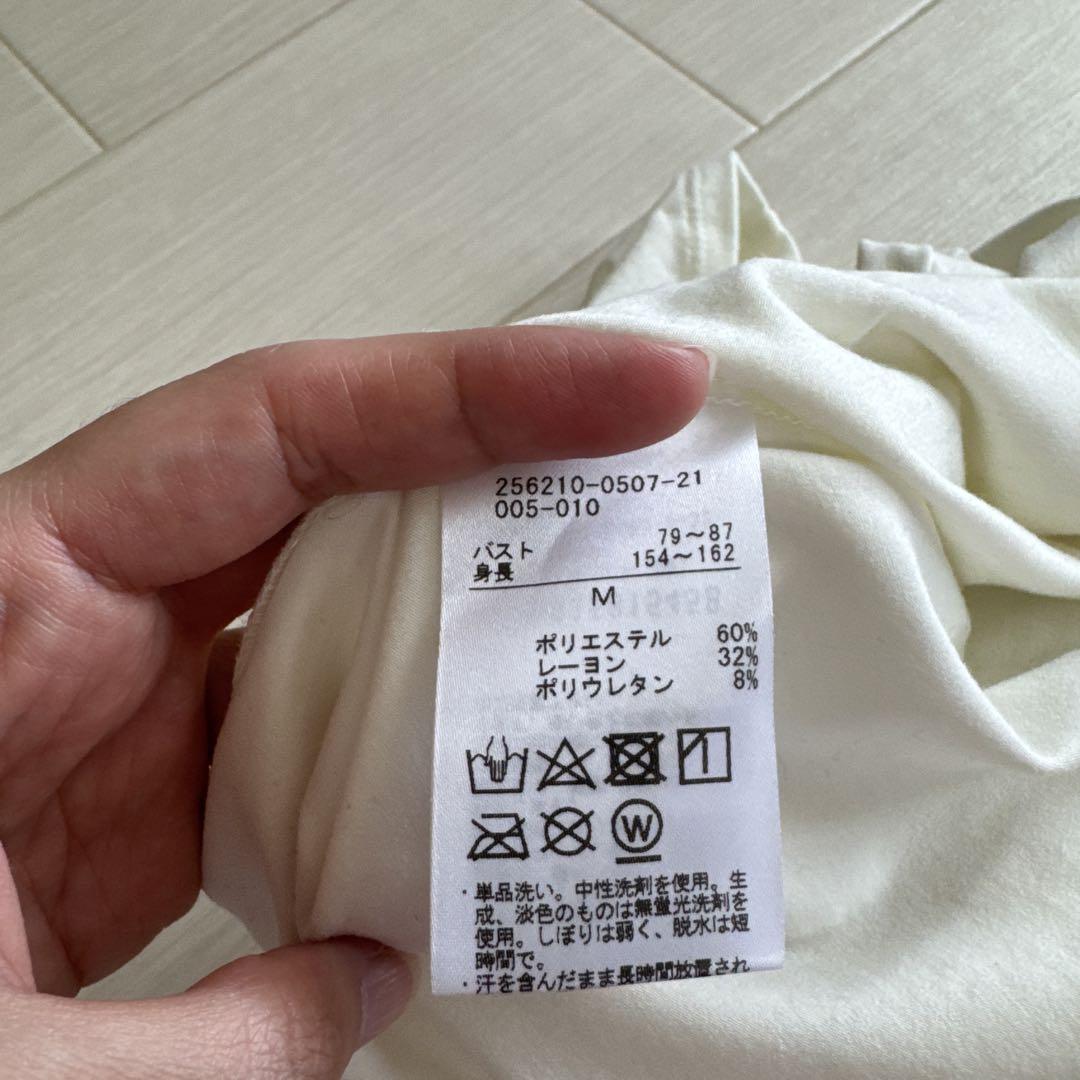 256210-0507-21
005-010
バスト 79～87
身長 154～162
M
ポリエステル 60%
レーヨン 32%
ポリウレタン 8%
W
・単品洗い。中性洗剤を使用。生
成、淡色のものは無蛍光洗剤を
使用。しぼりは弱く、脱水は短
時間で。
・汗を含んだまま長時間放置され